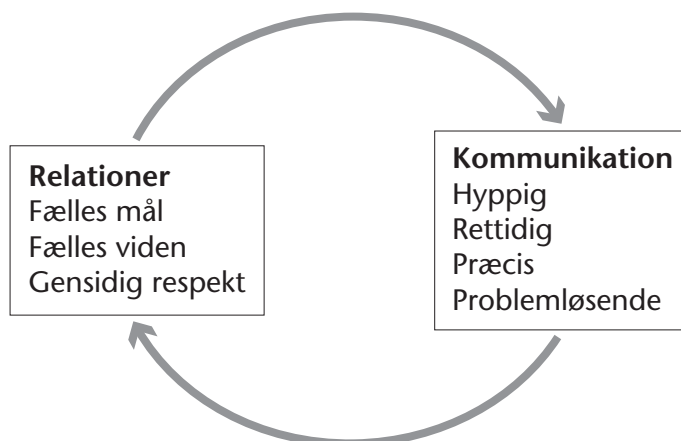 Relationer
Fælles mål
Fælles viden
Gensidig respekt
Kommunikation
Hyppig
Rettidig
Præcis
Problemløsende